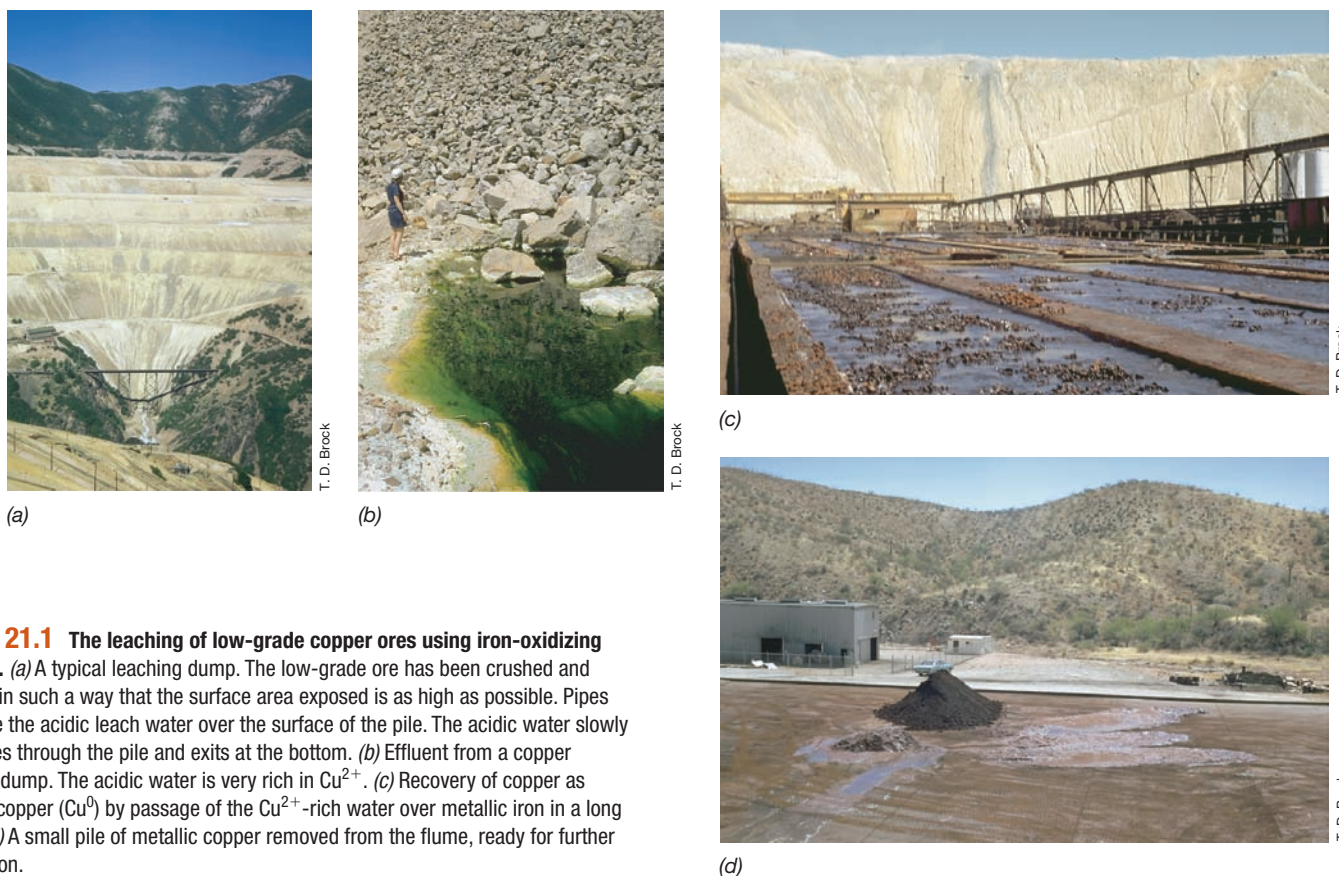 T. D. Brock
(a)
T. D. Brock
(b)
(c)
21.1 The leaching of low-grade copper ores using iron-oxidizing
. (a) A typical leaching dump. The low-grade ore has been crushed and
in such a way that the surface area exposed is as high as possible. Pipes
e the acidic leach water over the surface of the pile. The acidic water slowly
es through the pile and exits at the bottom. (b) Effluent from a copper
dump. The acidic water is very rich in Cu²⁺. (c) Recovery of copper as
copper (Cu⁰) by passage of the Cu²⁺-rich water over metallic iron in a long
) A small pile of metallic copper removed from the flume, ready for further
on.
(d)